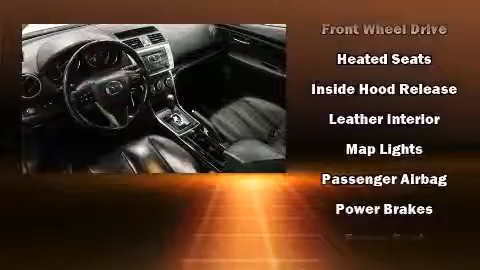 Front Wheel Drive
Heated Seats
Inside Hood Release
Leather Interior
Map Lights
Passenger Airbag
Power Brakes